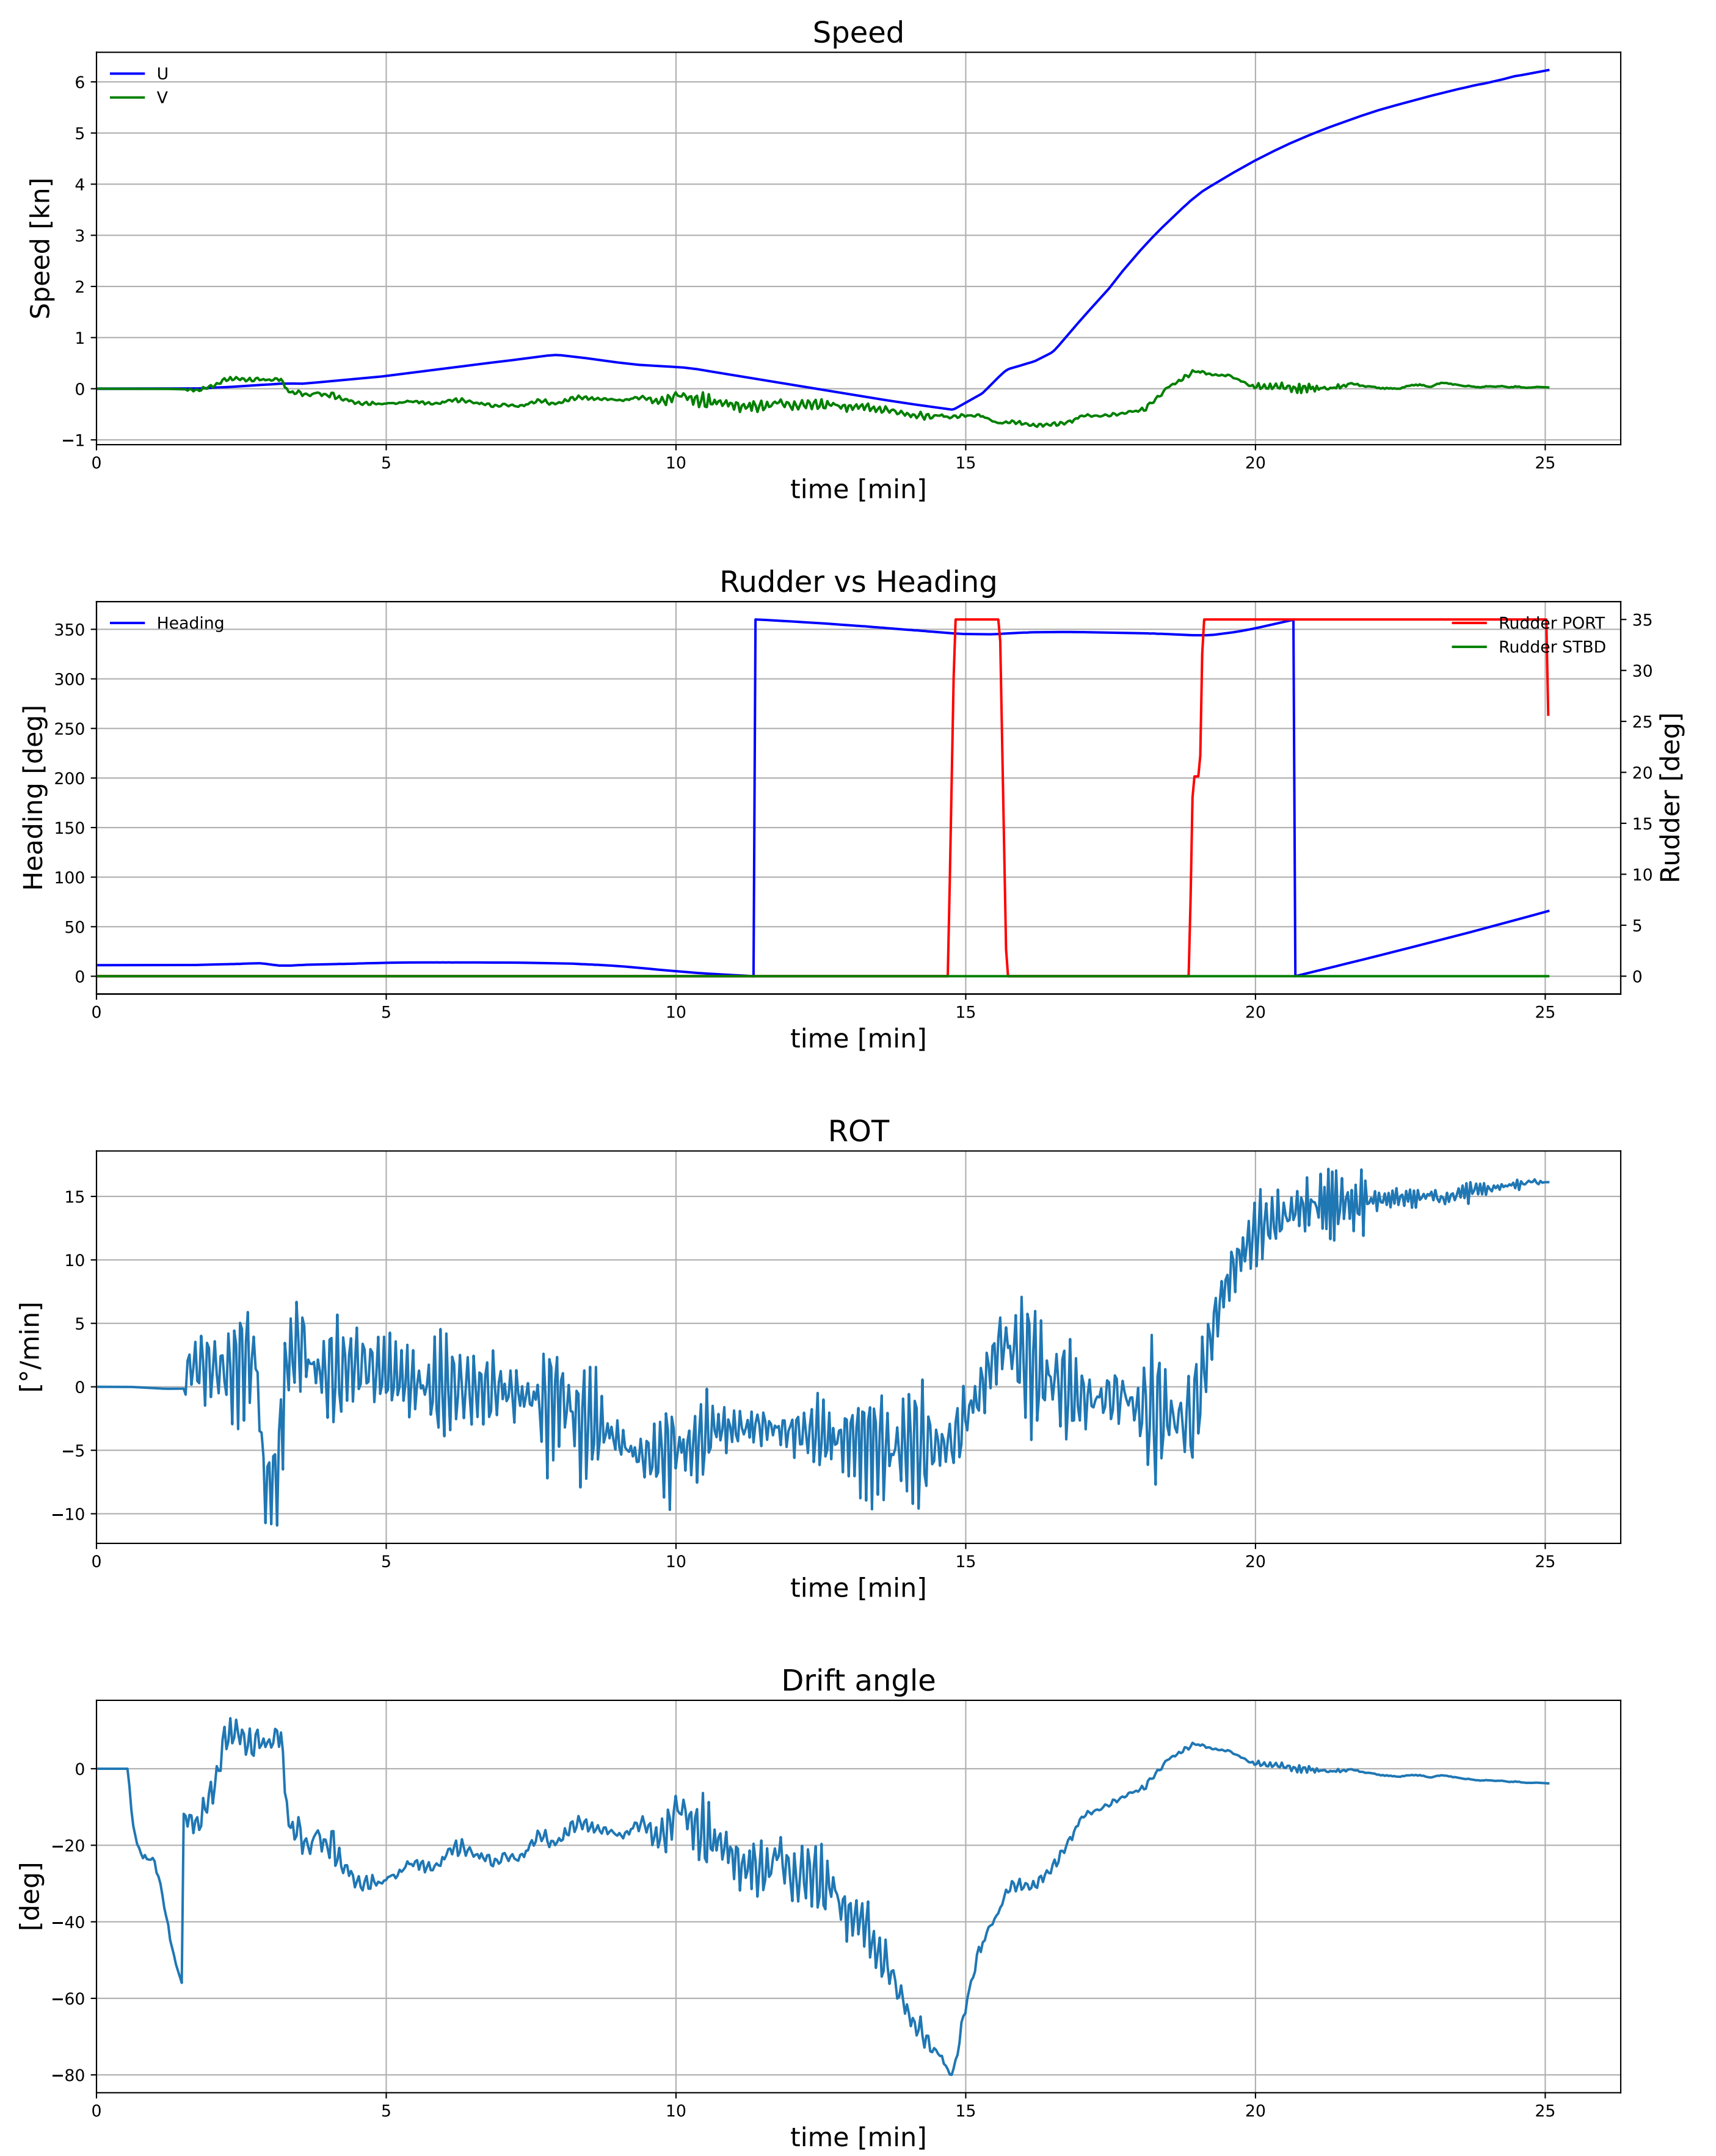 Speed
U
V
6
5
4
3
2
1
0
−1
Speed [kn]
0 5 10 15 20 25
time [min]
Rudder vs Heading
Heading
Rudder PORT
Rudder STBD
350
300
250
200
150
100
50
0
Heading [deg]
35
30
25
20
15
10
5
0
Rudder [deg]
0 5 10 15 20 25
time [min]
ROT
15
10
5
0
−5
−10
[°/min]
0 5 10 15 20 25
time [min]
Drift angle
0
−20
−40
−60
−80
[deg]
0 5 10 15 20 25
time [min]